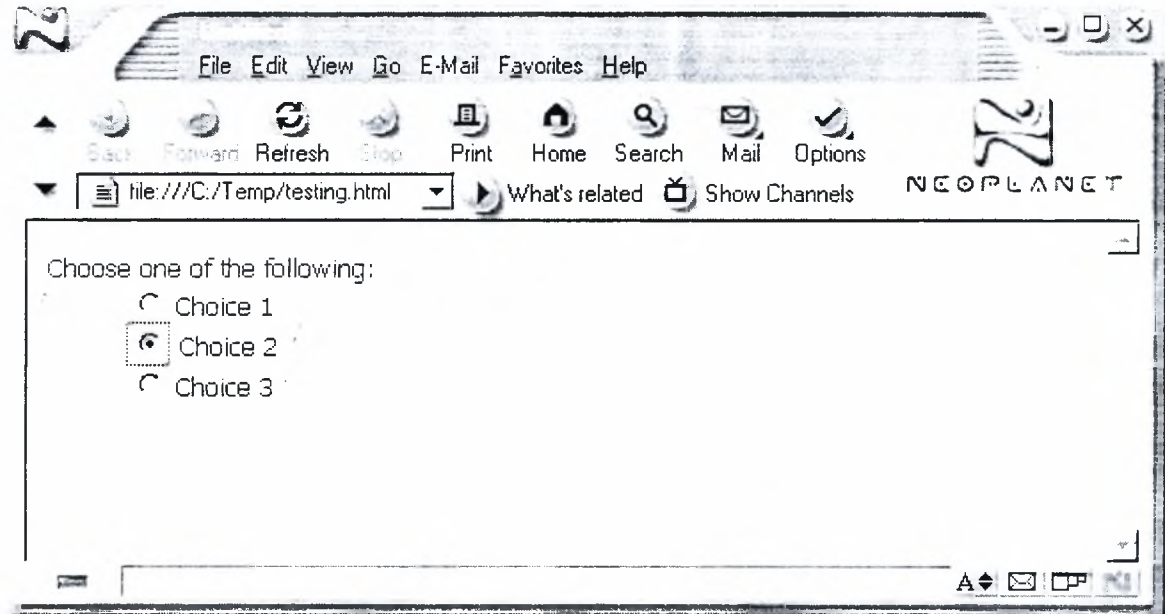 File Edit View Go E-Mail Favorites Help
Back Forward Refresh Stop Print Home Search Mail Options
file:///C:/Temp/testing.html What's related Show Channels
NEOPLANET
Choose one of the following:
Choice 1
Choice 2
Choice 3
A